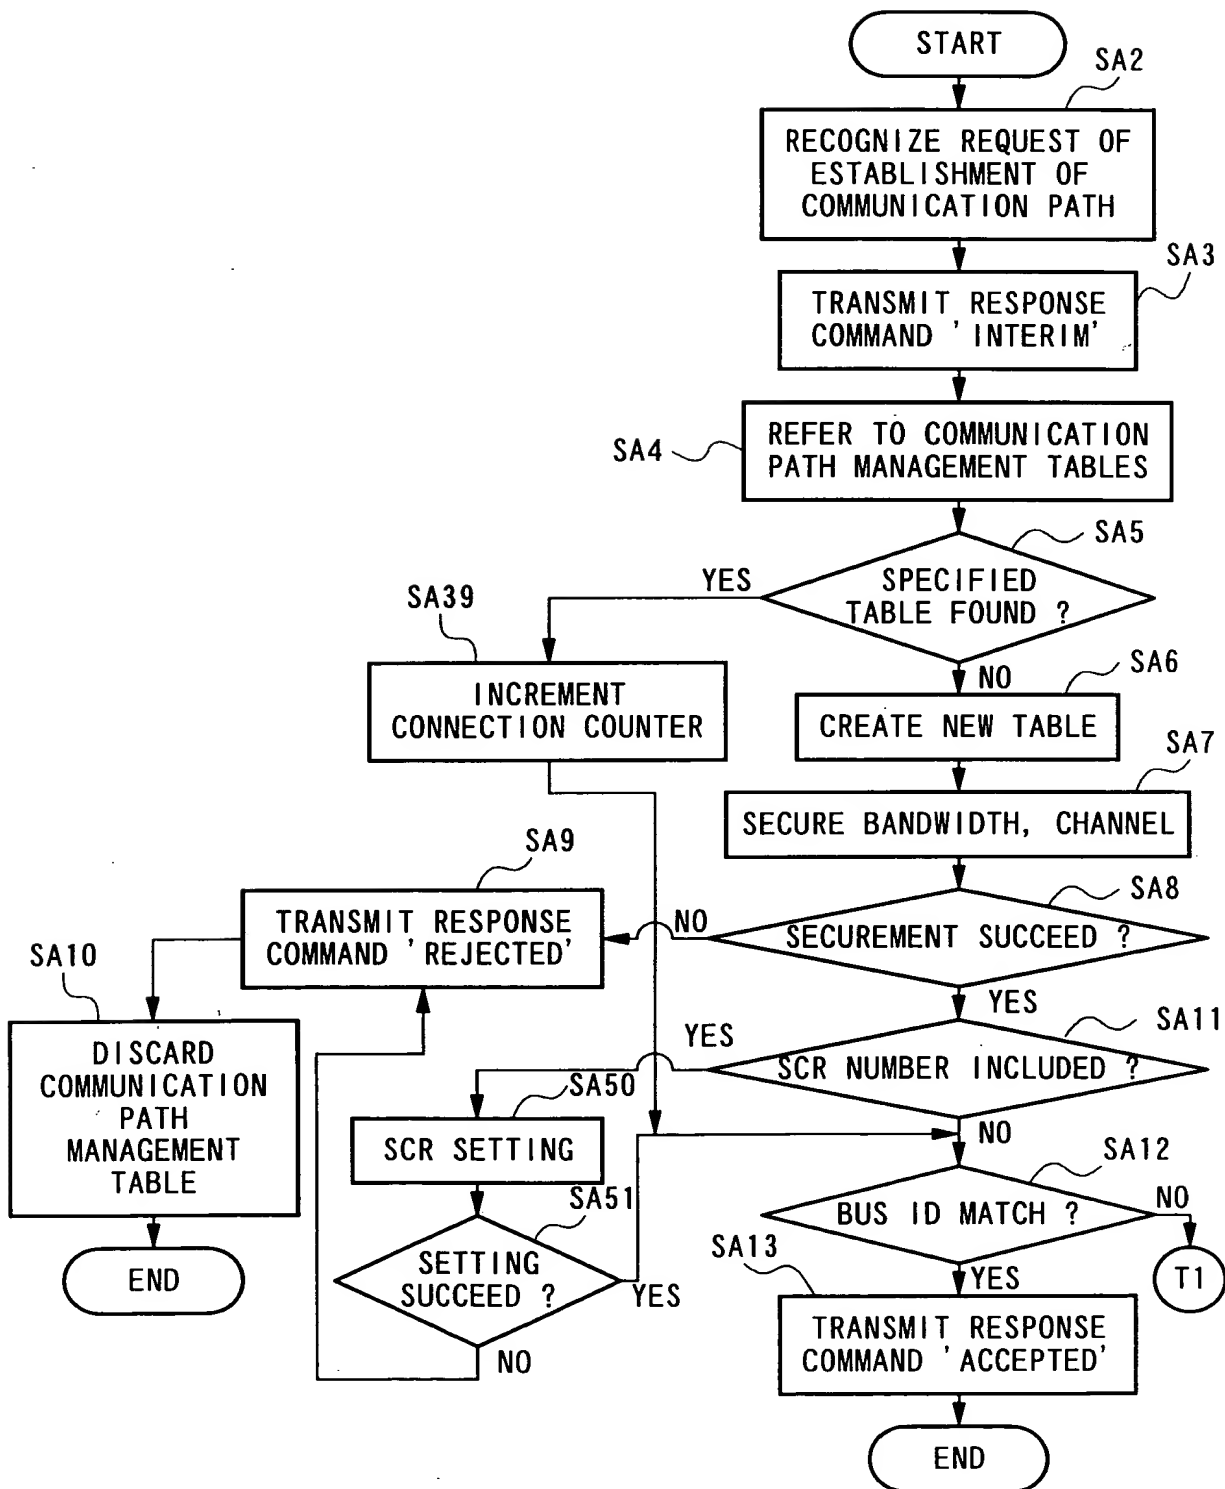 START
SA2
RECOGNIZE REQUEST OF
ESTABLISHMENT OF
COMMUNICATION PATH
SA3
TRANSMIT RESPONSE
COMMAND 'INTERIM'
SA4
REFER TO COMMUNICATION
PATH MANAGEMENT TABLES
SA5
SPECIFIED
TABLE FOUND ?
YES
NO
SA39
INCREMENT
CONNECTION COUNTER
SA6
CREATE NEW TABLE
SA7
SECURE BANDWIDTH, CHANNEL
SA8
SECUREMENT SUCCEED ?
NO
YES
SA9
TRANSMIT RESPONSE
COMMAND 'REJECTED'
SA10
DISCARD
COMMUNICATION
PATH
MANAGEMENT
TABLE
END
SA11
SCR NUMBER INCLUDED ?
YES
NO
SA50
SCR SETTING
SA51
SETTING
SUCCEED ?
YES
NO
SA12
BUS ID MATCH ?
NO
T1
YES
SA13
TRANSMIT RESPONSE
COMMAND 'ACCEPTED'
END